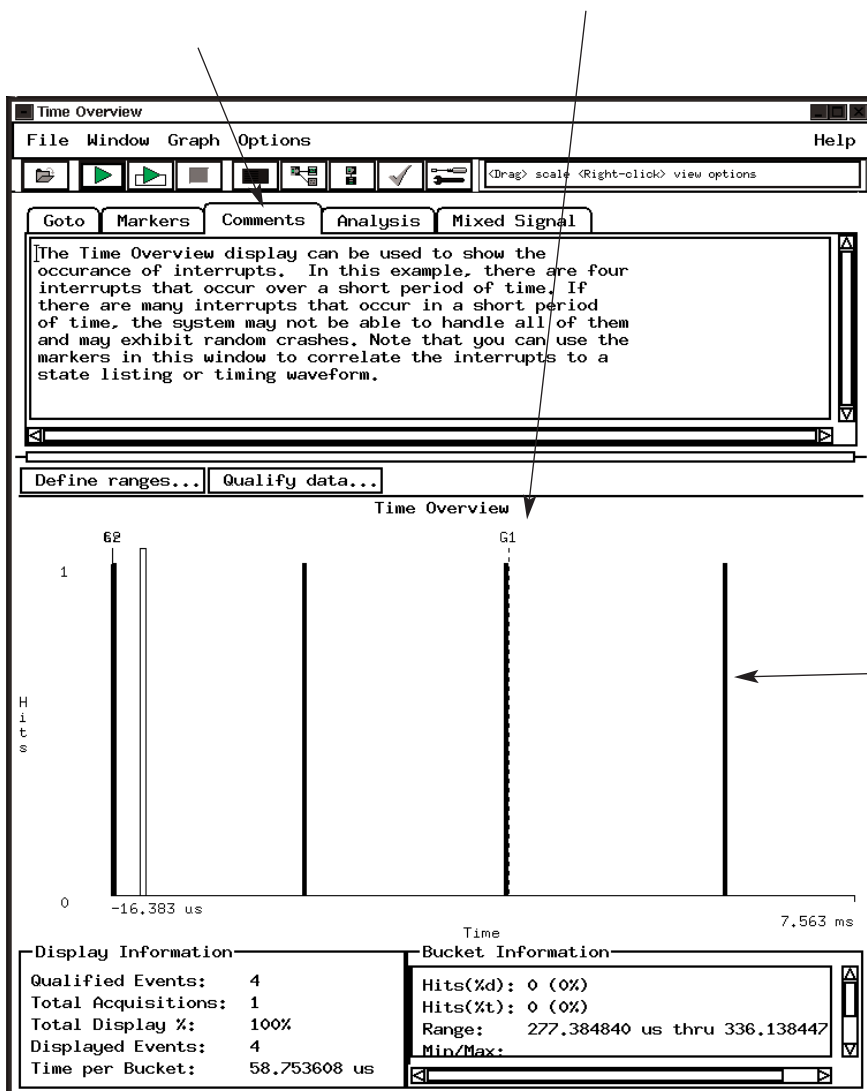 Time Overview
File Window Graph Options Help
<Drag> scale <Right-click> view options
Goto Markers Comments Analysis Mixed Signal
The Time Overview display can be used to show the
occurance of interrupts. In this example, there are four
interrupts that occur over a short period of time. If
there are many interrupts that occur in a short period
of time, the system may not be able to handle all of them
and may exhibit random crashes. Note that you can use the
markers in this window to correlate the interrupts to a
state listing or timing waveform.
Define ranges... Qualify data...
Time Overview
G1
1
Hits
0
-16.383 us
7.563 ms
Time
Display Information
Qualified Events: 4
Total Acquisitions: 1
Total Display %: 100%
Displayed Events: 4
Time per Bucket: 58.753608 us
Bucket Information
Hits(%d): 0 (0%)
Hits(%t): 0 (0%)
Range: 277.384840 us thru 336.138447
Min/Max: